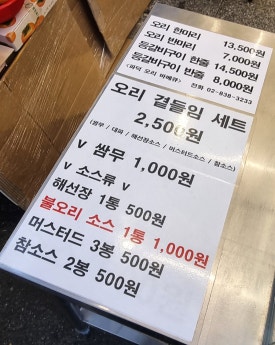 오리 한마리 13,500원
오리 반마리 7,000원
등갈바구이 한줄 14,500원
등갈바구이 반줄 8,000원
전화 02-838-3233
오리 곁들임 세트
2,500원
(쌈무 / 대파 / 해선장소스 / 머스터드소스 / 참소스)
∨ 쌈무 1,000원
∨ 소스류 ∨
해선장 1통 500원
불오리 소스 1통 1,000원
머스터드 3봉 500원
참소스 2봉 500원